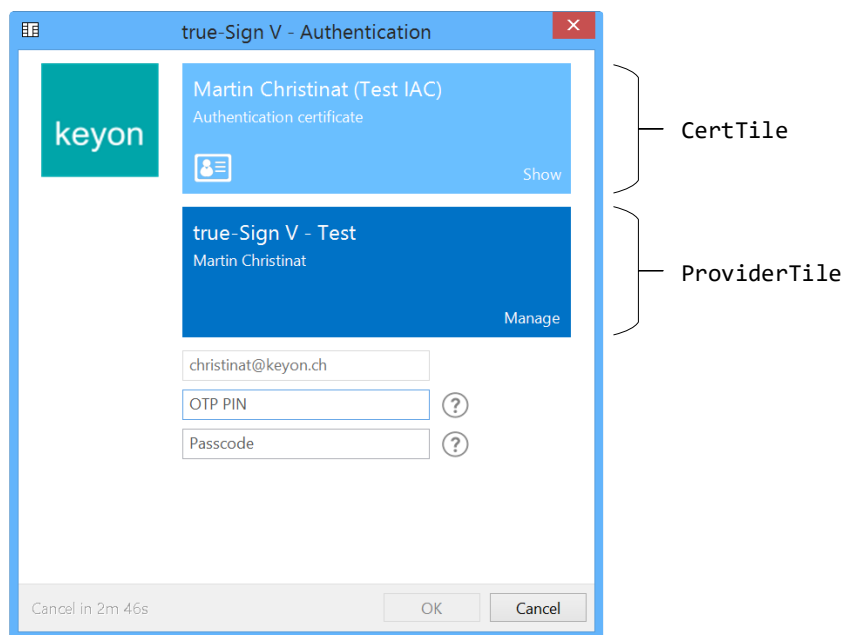 true-Sign V - Authentication
keyon
Martin Christinat (Test IAC)
Authentication certificate
Show
CertTile
true-Sign V - Test
Martin Christinat
Manage
ProviderTile
christinat@keyon.ch
OTP PIN
?
Passcode
?
Cancel in 2m 46s
OK
Cancel